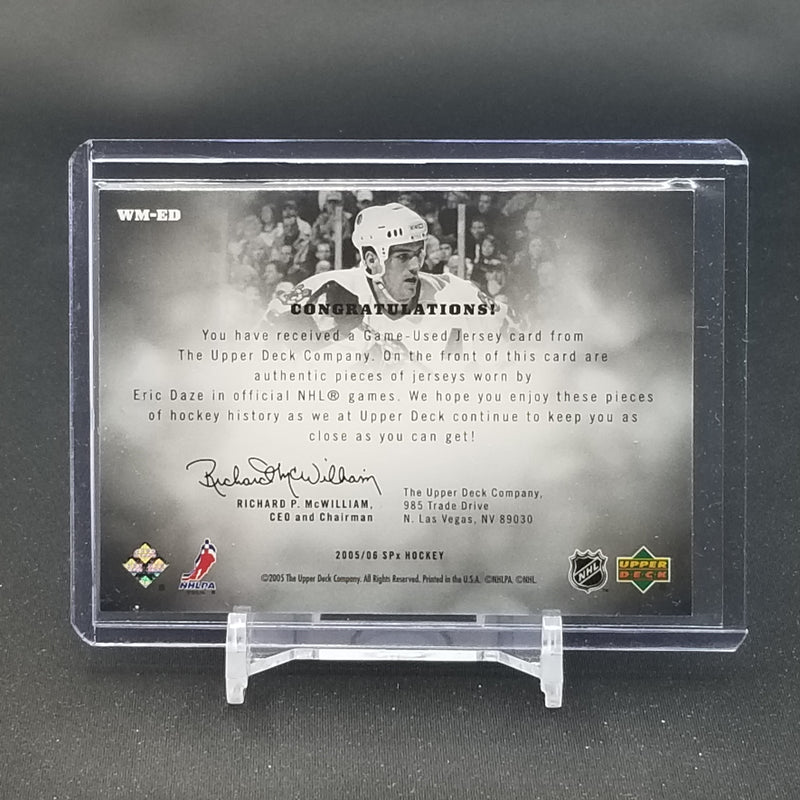 WM-ED
CONGRATULATIONS!
You have received a Game-Used Jersey card from
The Upper Deck Company. On the front of this card are
authentic pieces of jerseys worn by
Eric Daze in official NHL® games. We hope you enjoy these pieces
of hockey history as we at Upper Deck continue to keep you as
close as you can get!
Richard McWilliam
RICHARD P. McWILLIAM,
CEO and Chairman
The Upper Deck Company,
985 Trade Drive
N. Las Vegas, NV 89030
2005/06 SPx HOCKEY
NHLPA
NHL
UPPER
DECK
©2005 The Upper Deck Company. All Rights Reserved. Printed in the U.S.A. ©NHLPA. ©NHL.